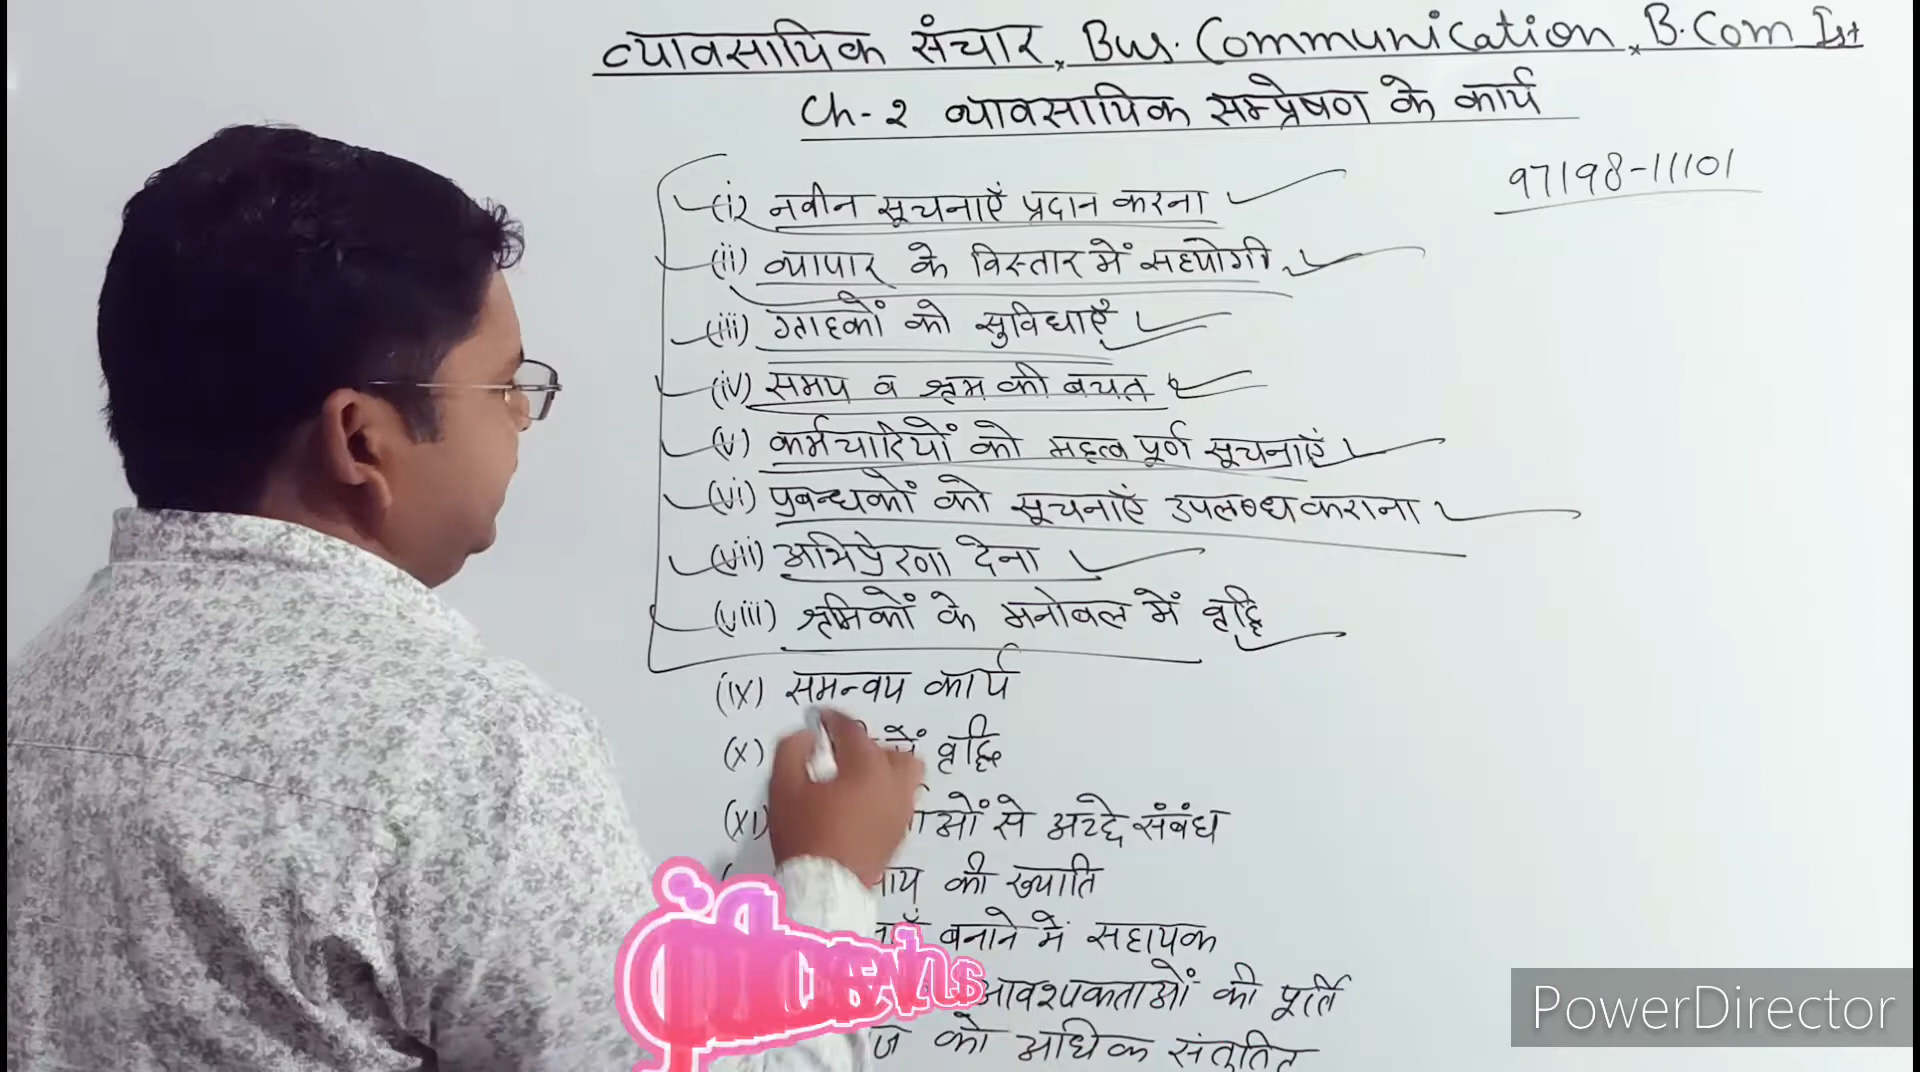 व्यावसायिक संचार, Bus. Communication, B.Com Ist
Ch-2 व्यावसायिक सम्प्रेषण के कार्य
97198-11101
(i) नवीन सूचनाएँ प्रदान करना
(ii) व्यापार के विस्तार में सहयोगी
(iii) ग्राहकों को सुविधाएँ
(iv) समय व श्रम की बचत
(v) कर्मचारियों को महत्व पूर्ण सूचनाएं
(vi) प्रबन्धकों को सूचनाएं उपलब्ध कराना
(vii) अभिप्रेरणा देना
(viii) श्रमिकों के मनोबल में वृद्धि
(ix) समन्वय कार्य
(x) में वृद्धि
(xi) से अच्छे संबंध
की ख्याति
बनाने में सहायक
आवश्यकताओं की पूर्ति
को अधिक संतुलित
PowerDirector